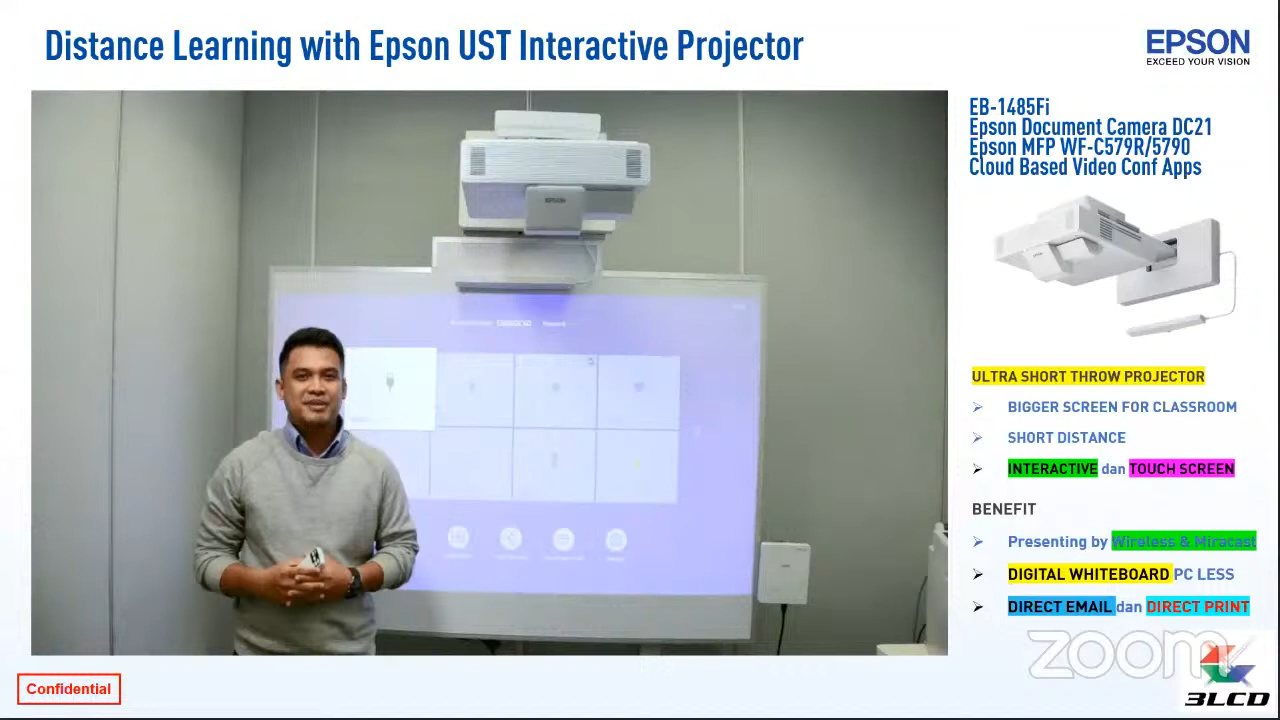 Distance Learning with Epson UST Interactive Projector
EPSON
EXCEED YOUR VISION
EB-1485Fi
Epson Document Camera DC21
Epson MFP WF-C579R/5790
Cloud Based Video Conf Apps
EPSON
ULTRA SHORT THROW PROJECTOR
BIGGER SCREEN FOR CLASSROOM
SHORT DISTANCE
INTERACTIVE dan TOUCH SCREEN
BENEFIT
Presenting by Wireless & Miracast
DIGITAL WHITEBOARD PC LESS
DIRECT EMAIL dan DIRECT PRINT
zoom
3LCD
Confidential